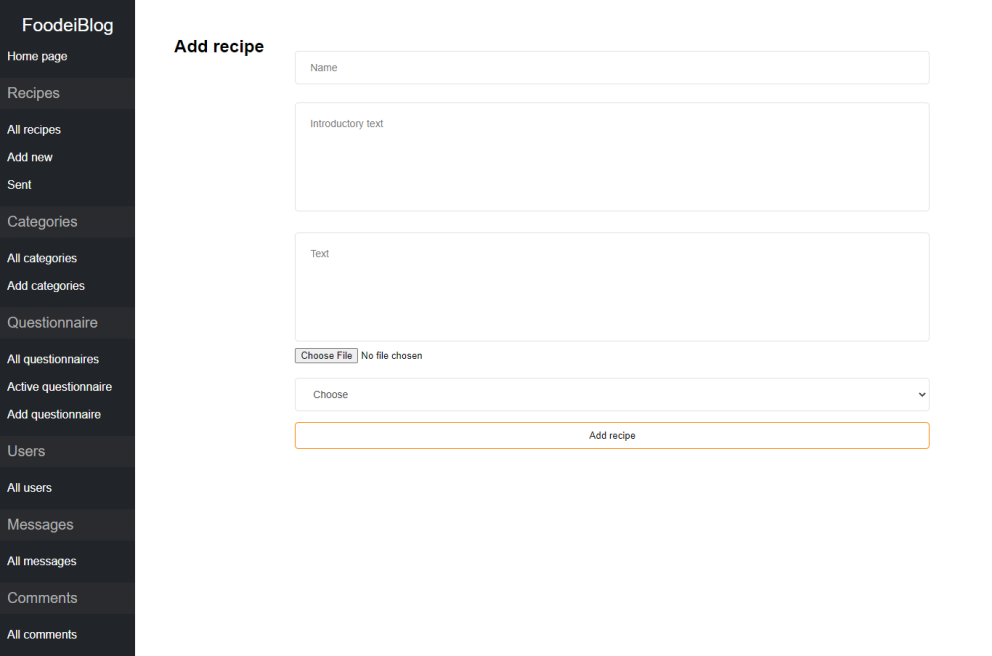 FoodeiBlog
Home page
Recipes
All recipes
Add new
Sent
Categories
All categories
Add categories
Questionnaire
All questionnaires
Active questionnaire
Add questionnaire
Users
All users
Messages
All messages
Comments
All comments
Add recipe
Name
Introductory text
Text
Choose File No file chosen
Choose
Add recipe